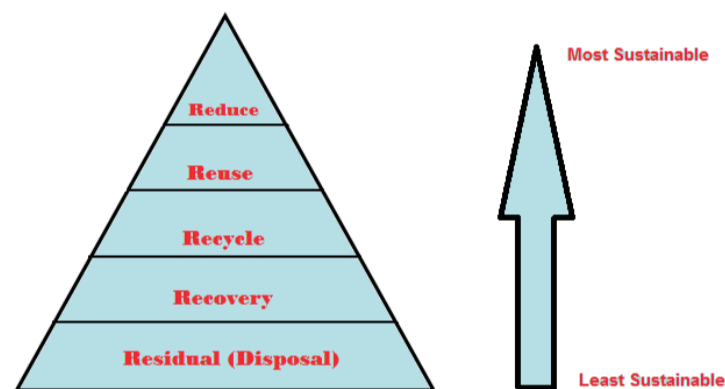 Reduce
Reuse
Recycle
Recovery
Residual (Disposal)
Most Sustainable
Least Sustainable